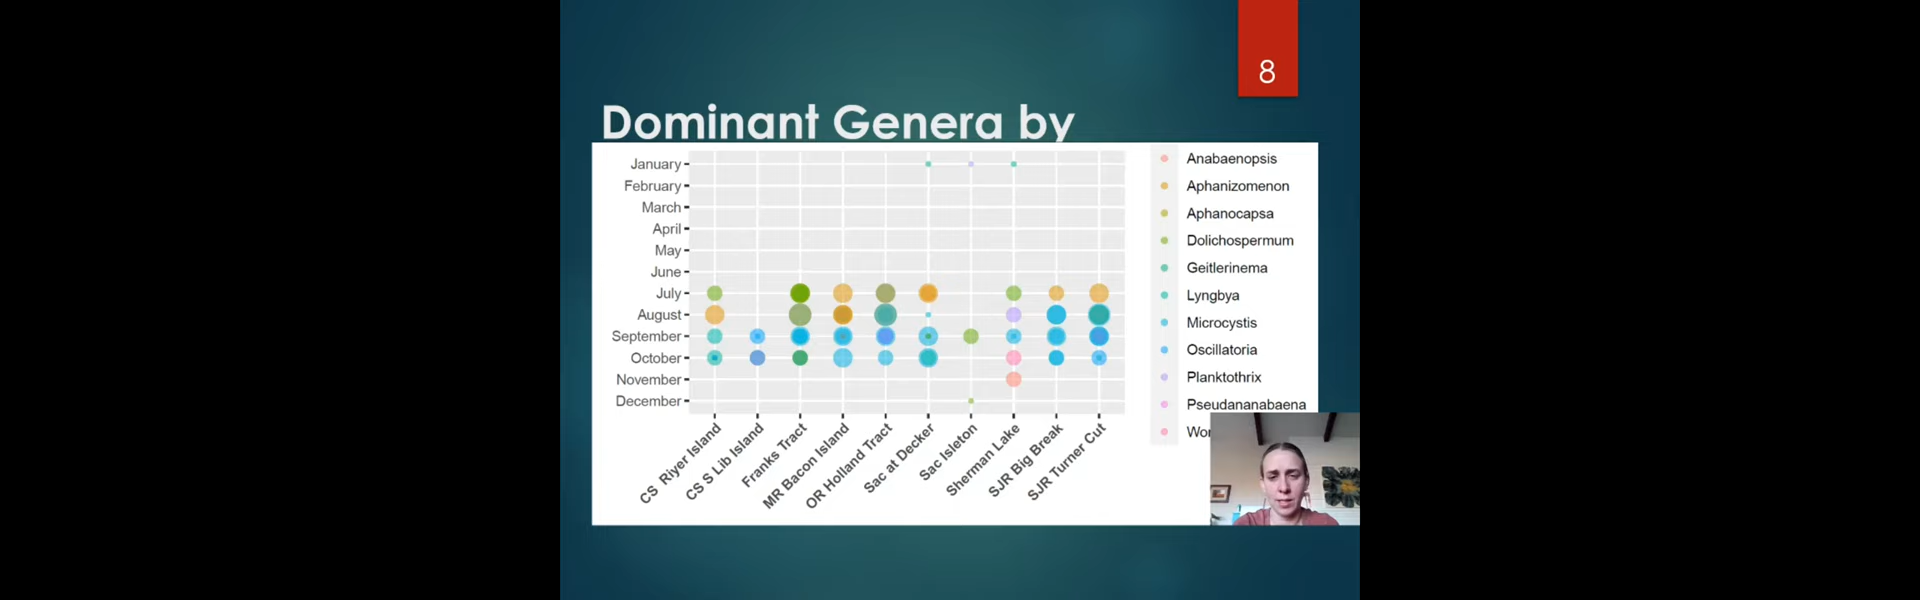 8
Dominant Genera by
January
February
March
April
May
June
July
August
September
October
November
December
CS Ryer Island
CS S Lib Island
Franks Tract
MR Bacon Island
OR Holland Tract
Sac at Decker
Sac Isleton
Sherman Lake
SJR Big Break
SJR Turner Cut
Anabaenopsis
Aphanizomenon
Aphanocapsa
Dolichospermum
Geitlerinema
Lyngbya
Microcystis
Oscillatoria
Planktothrix
Pseudananabaena